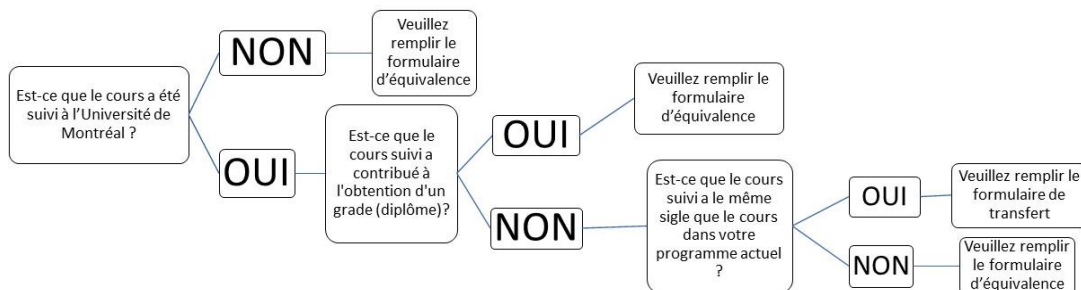 Est-ce que le cours a été
suivi à l'Université de
Montréal ?
NON
Veuillez
remplir le
formulaire
d'équivalence
OUI
Est-ce que le
cours suivi a
contribué à
l'obtention d'un
grade (diplôme)?
OUI
Veuillez remplir le
formulaire
d'équivalence
NON
Est-ce que le cours
suivi a le même
sigle que le cours
dans votre
programme actuel
?
OUI
Veuillez remplir le
formulaire de
transfert
NON
Veuillez remplir
le formulaire
d'équivalence